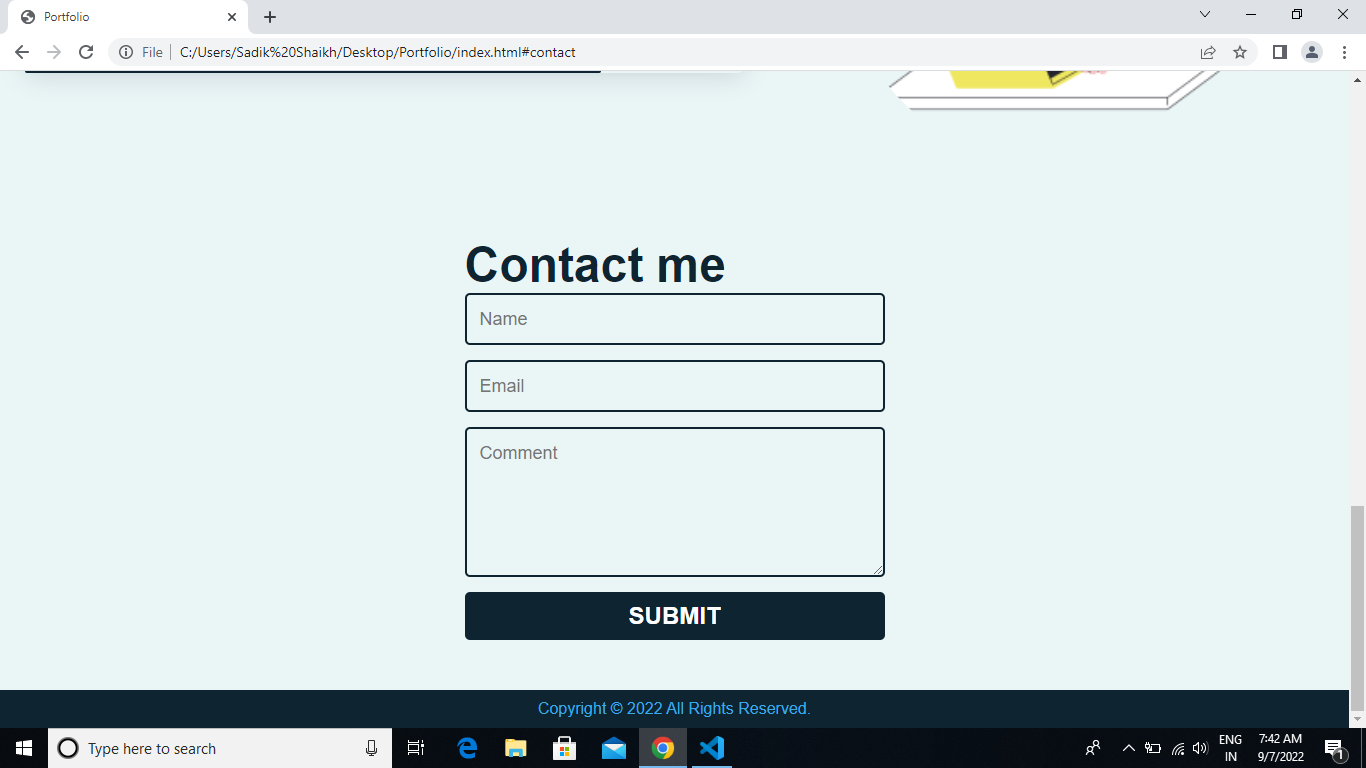 Portfolio
File
C:/Users/Sadik%20Shaikh/Desktop/Portfolio/index.html#contact
Contact me
Name
Email
Comment
SUBMIT
Copyright © 2022 All Rights Reserved.
Type here to search
ENG
IN
7:42 AM
9/7/2022
1